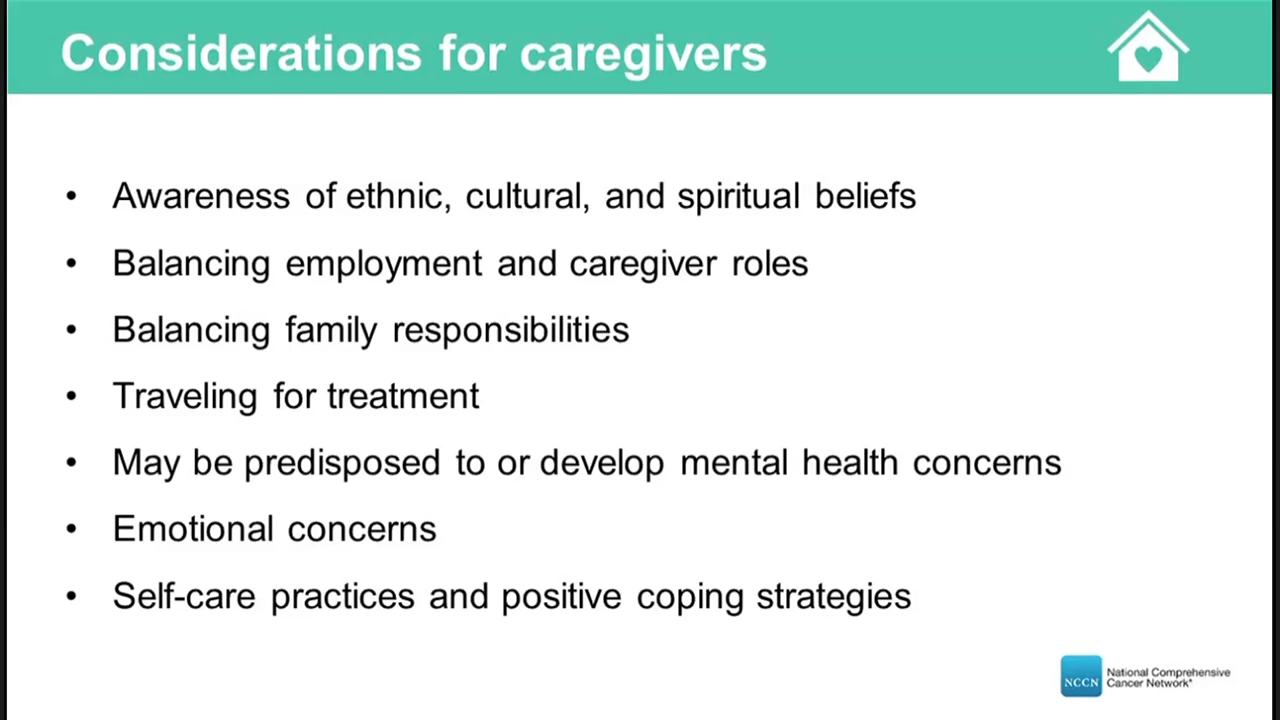 Considerations for caregivers
• Awareness of ethnic, cultural, and spiritual beliefs
• Balancing employment and caregiver roles
• Balancing family responsibilities
• Traveling for treatment
• May be predisposed to or develop mental health concerns
• Emotional concerns
• Self-care practices and positive coping strategies
NCCN
National Comprehensive
Cancer Network®